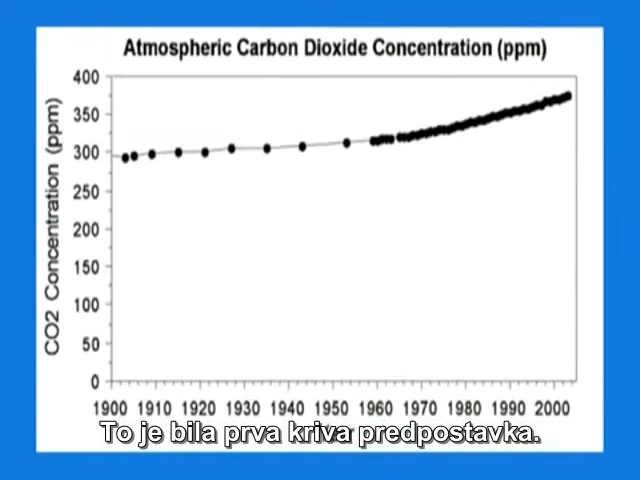 Atmospheric Carbon Dioxide Concentration (ppm)
CO2 Concentration (ppm)
400
350
300
250
200
150
100
50
0
1900 1910 1920 1930 1940 1950 1960 1970 1980 1990 2000
To je bila prva kriva predpostavka.